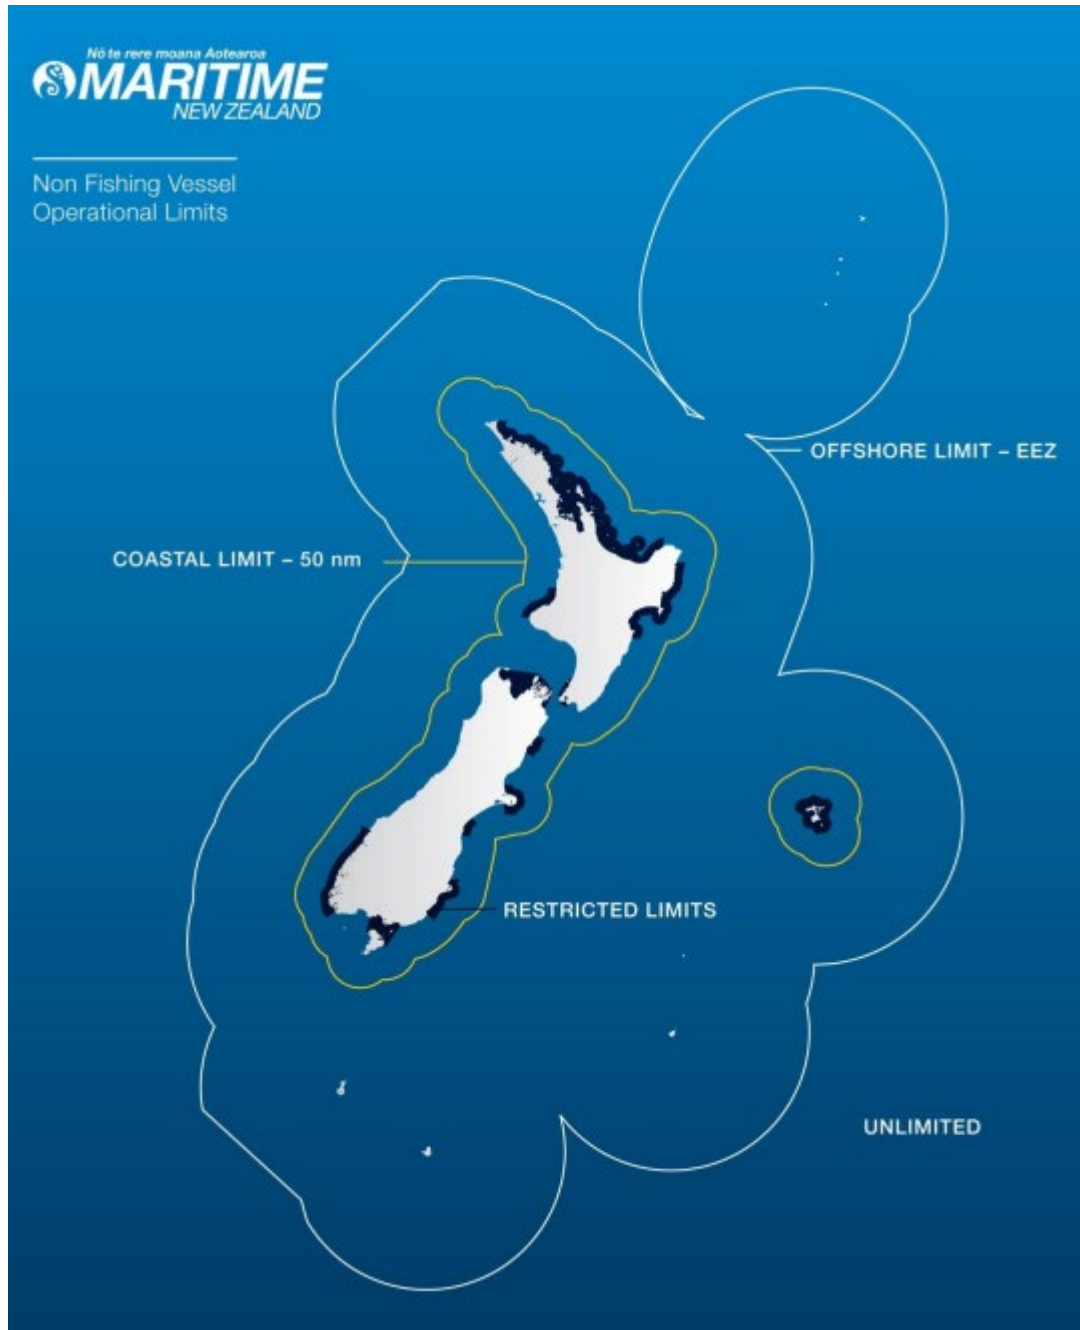 Nō te rere moana Aotearoa
MARITIME
NEW ZEALAND
Non Fishing Vessel
Operational Limits
OFFSHORE LIMIT – EEZ
COASTAL LIMIT – 50 nm
RESTRICTED LIMITS
UNLIMITED